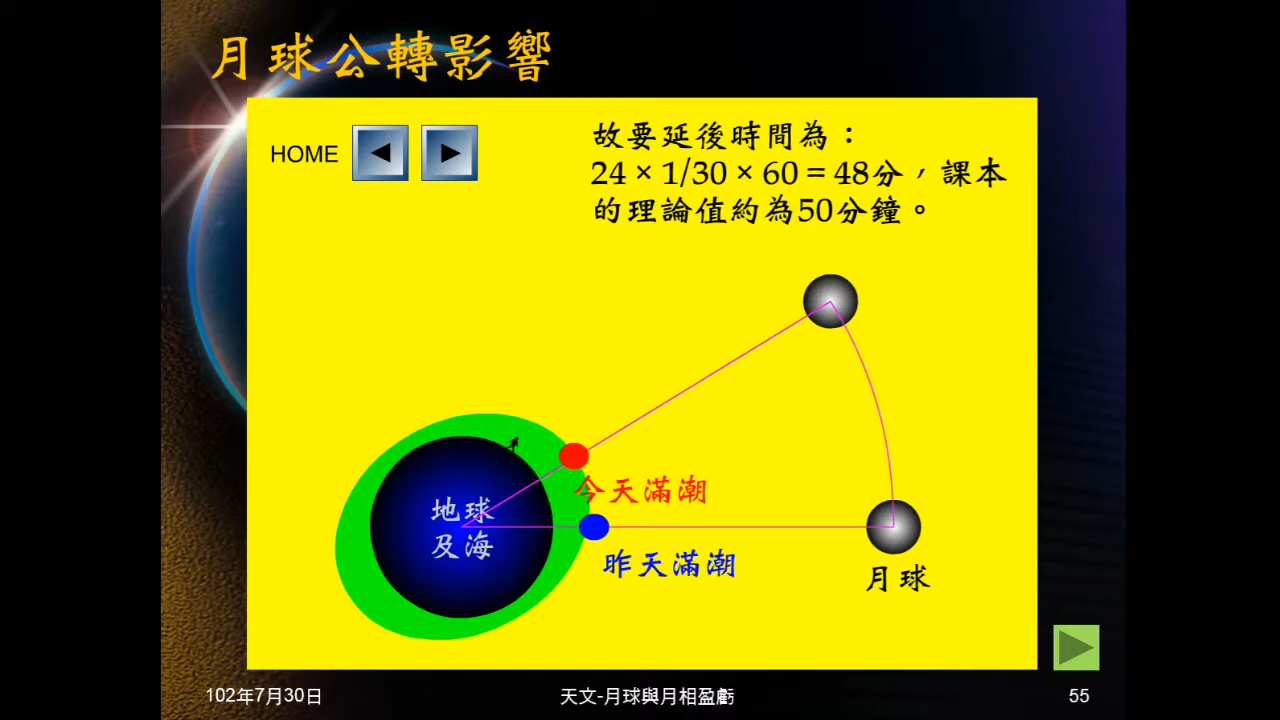 月球公轉影響
HOME
故要延後時間為：
24 × 1/30 × 60 = 48分，課本
的理論值約為50分鐘。
地球
及海
今天滿潮
昨天滿潮
月球
102年7月30日
天文-月球與月相盈虧
55